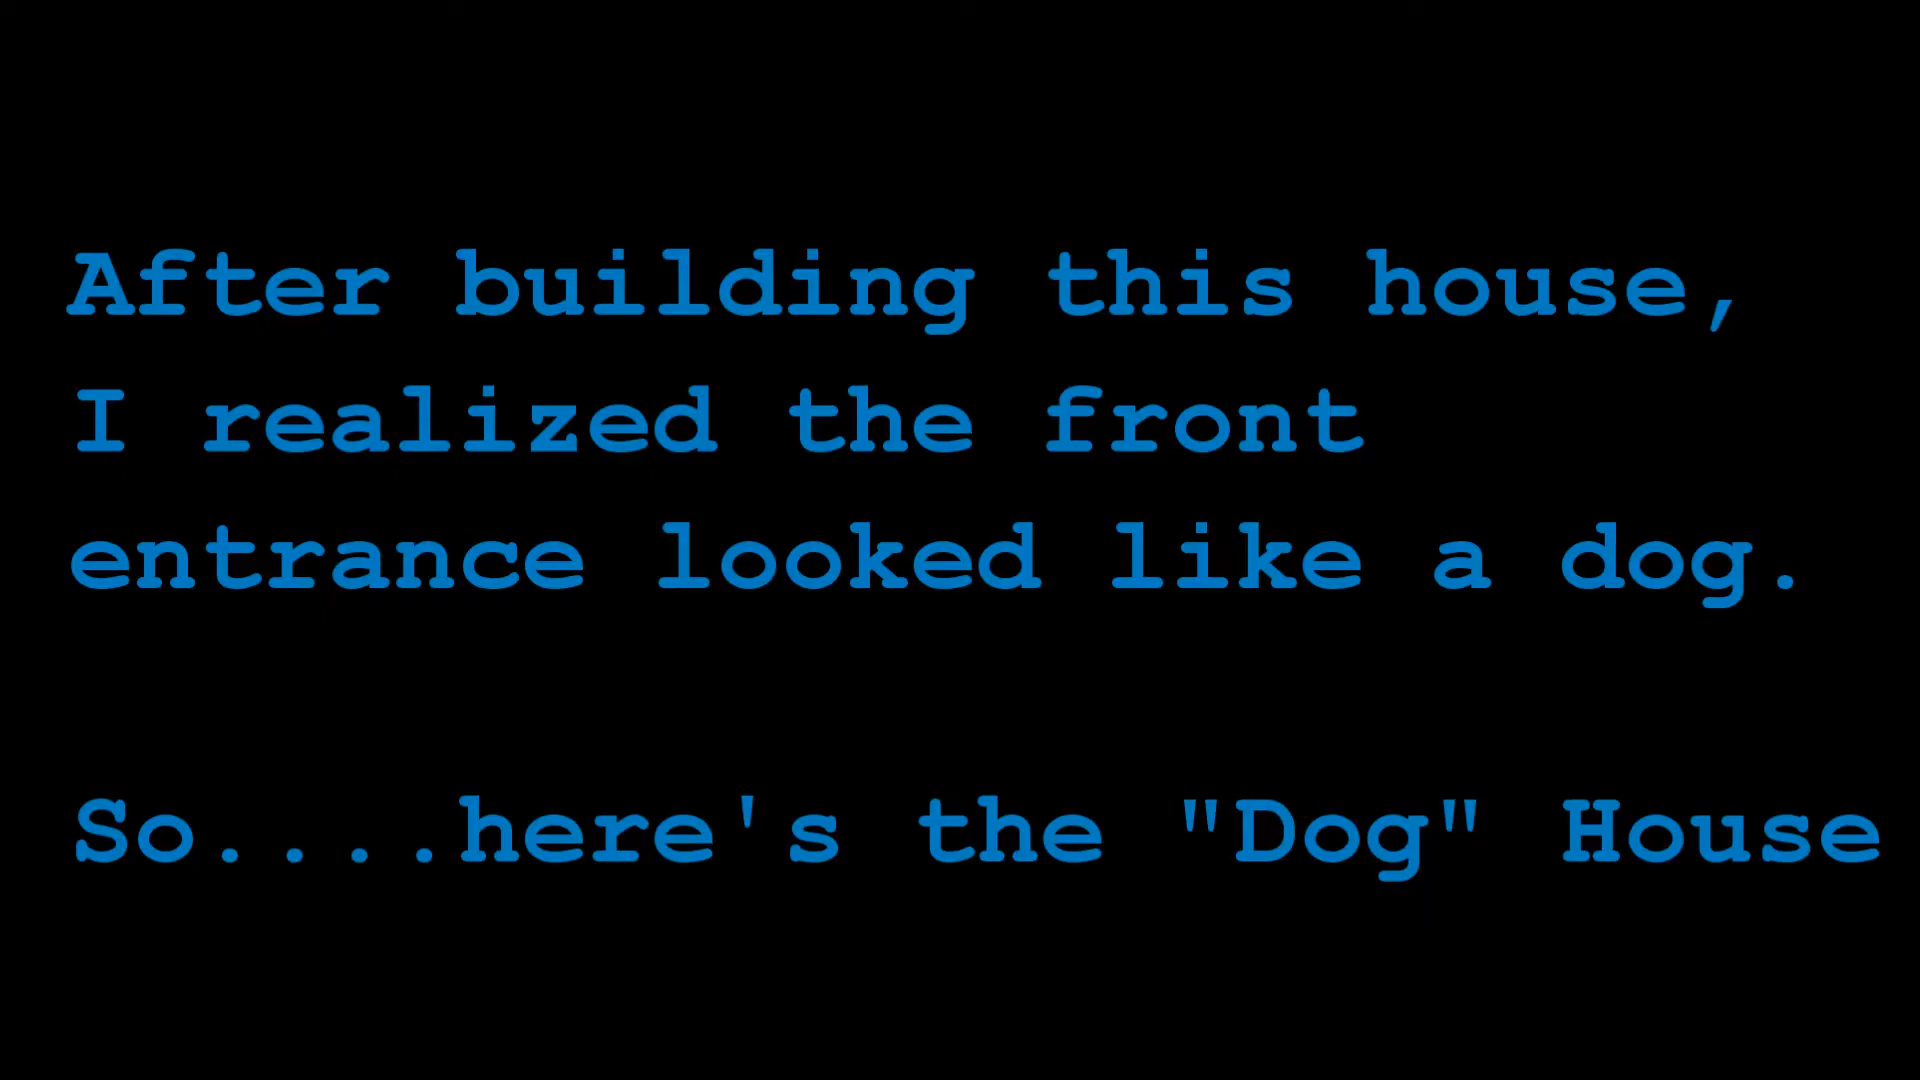 After building this house,
I realized the front
entrance looked like a dog.
So....here's the "Dog" House